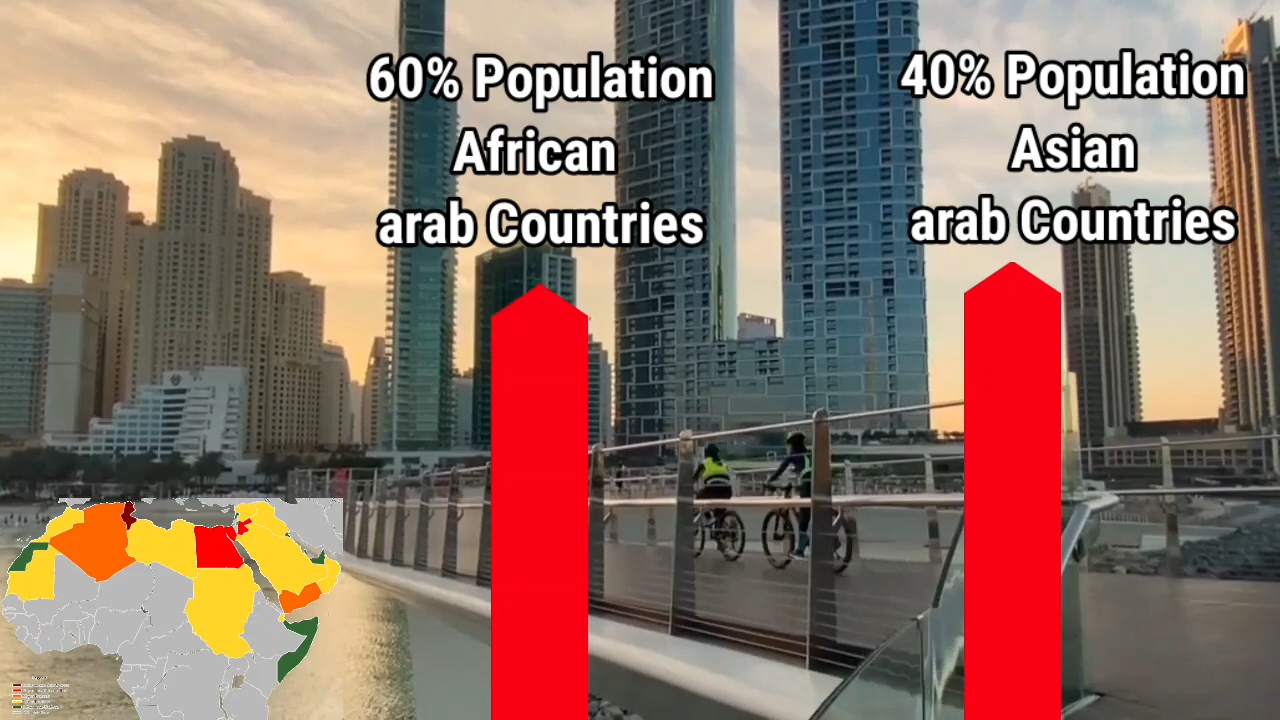 60% Population
African
arab Countries
40% Population
Asian
arab Countries